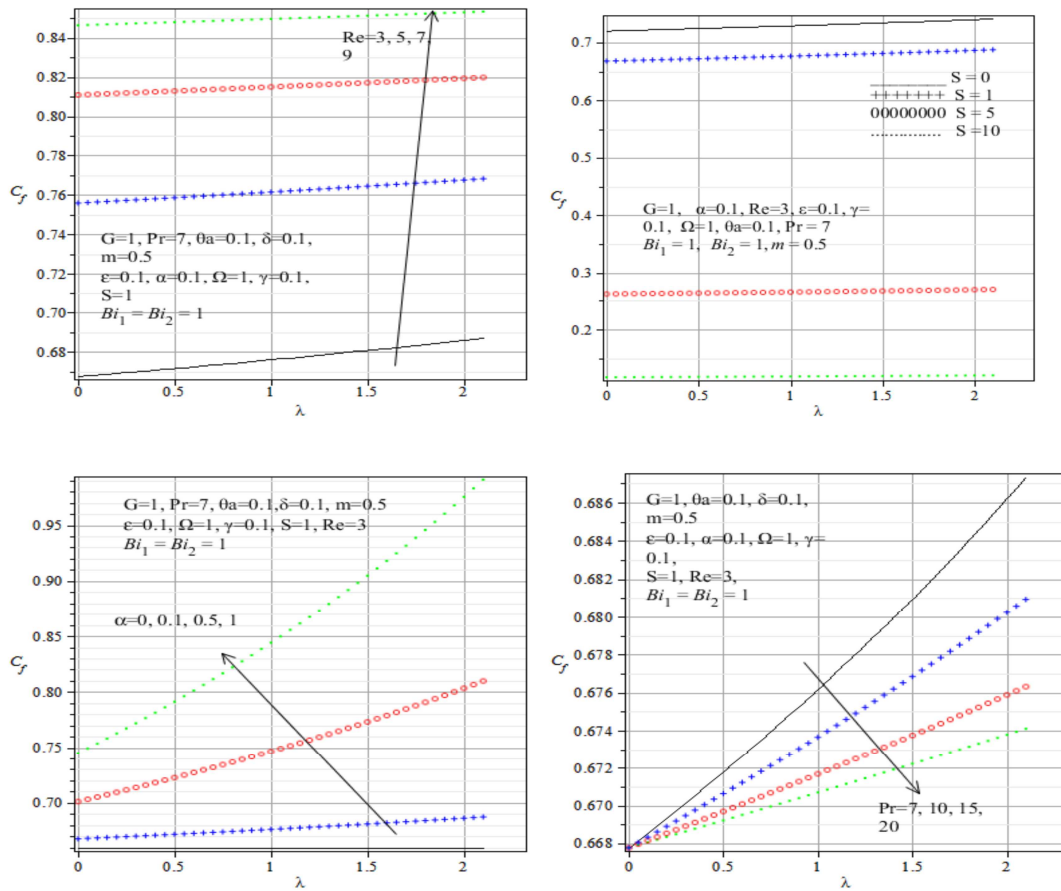 0.84
0.82
0.80
0.78
0.76
0.74
0.72
0.70
0.68
C_f
Re=3, 5, 7,
9
G=1, Pr=7, θa=0.1, δ=0.1,
m=0.5
ε=0.1, α=0.1, Ω=1, γ=0.1,
S=1
Bi₁ = Bi₂ = 1
0 0.5 1 1.5 2
λ
0.7
0.6
0.5
0.4
0.3
0.2
C_f
S = 0
+++++++++ S = 1
00000000 S = 5
S =10
G=1, α=0.1, Re=3, ε=0.1, γ=
0.1, Ω=1, θa=0.1, Pr = 7
Bi₁ = 1, Bi₂ = 1, m = 0.5
0 0.5 1 1.5 2
λ
0.95
0.90
0.85
0.80
0.75
0.70
C_f
G=1, Pr=7, θa=0.1,δ=0.1, m=0.5
ε=0.1, Ω=1, γ=0.1, S=1, Re=3
Bi₁ = Bi₂ = 1
α=0, 0.1, 0.5, 1
0 0.5 1 1.5 2
λ
0.686
0.684
0.682
0.680
0.678
0.676
0.674
0.672
0.670
0.668
C_f
G=1, θa=0.1, δ=0.1,
m=0.5
ε=0.1, α=0.1, Ω=1, γ=
0.1,
S=1, Re=3,
Bi₁ = Bi₂ = 1
Pr=7, 10, 15,
20
0 0.5 1 1.5 2
λ